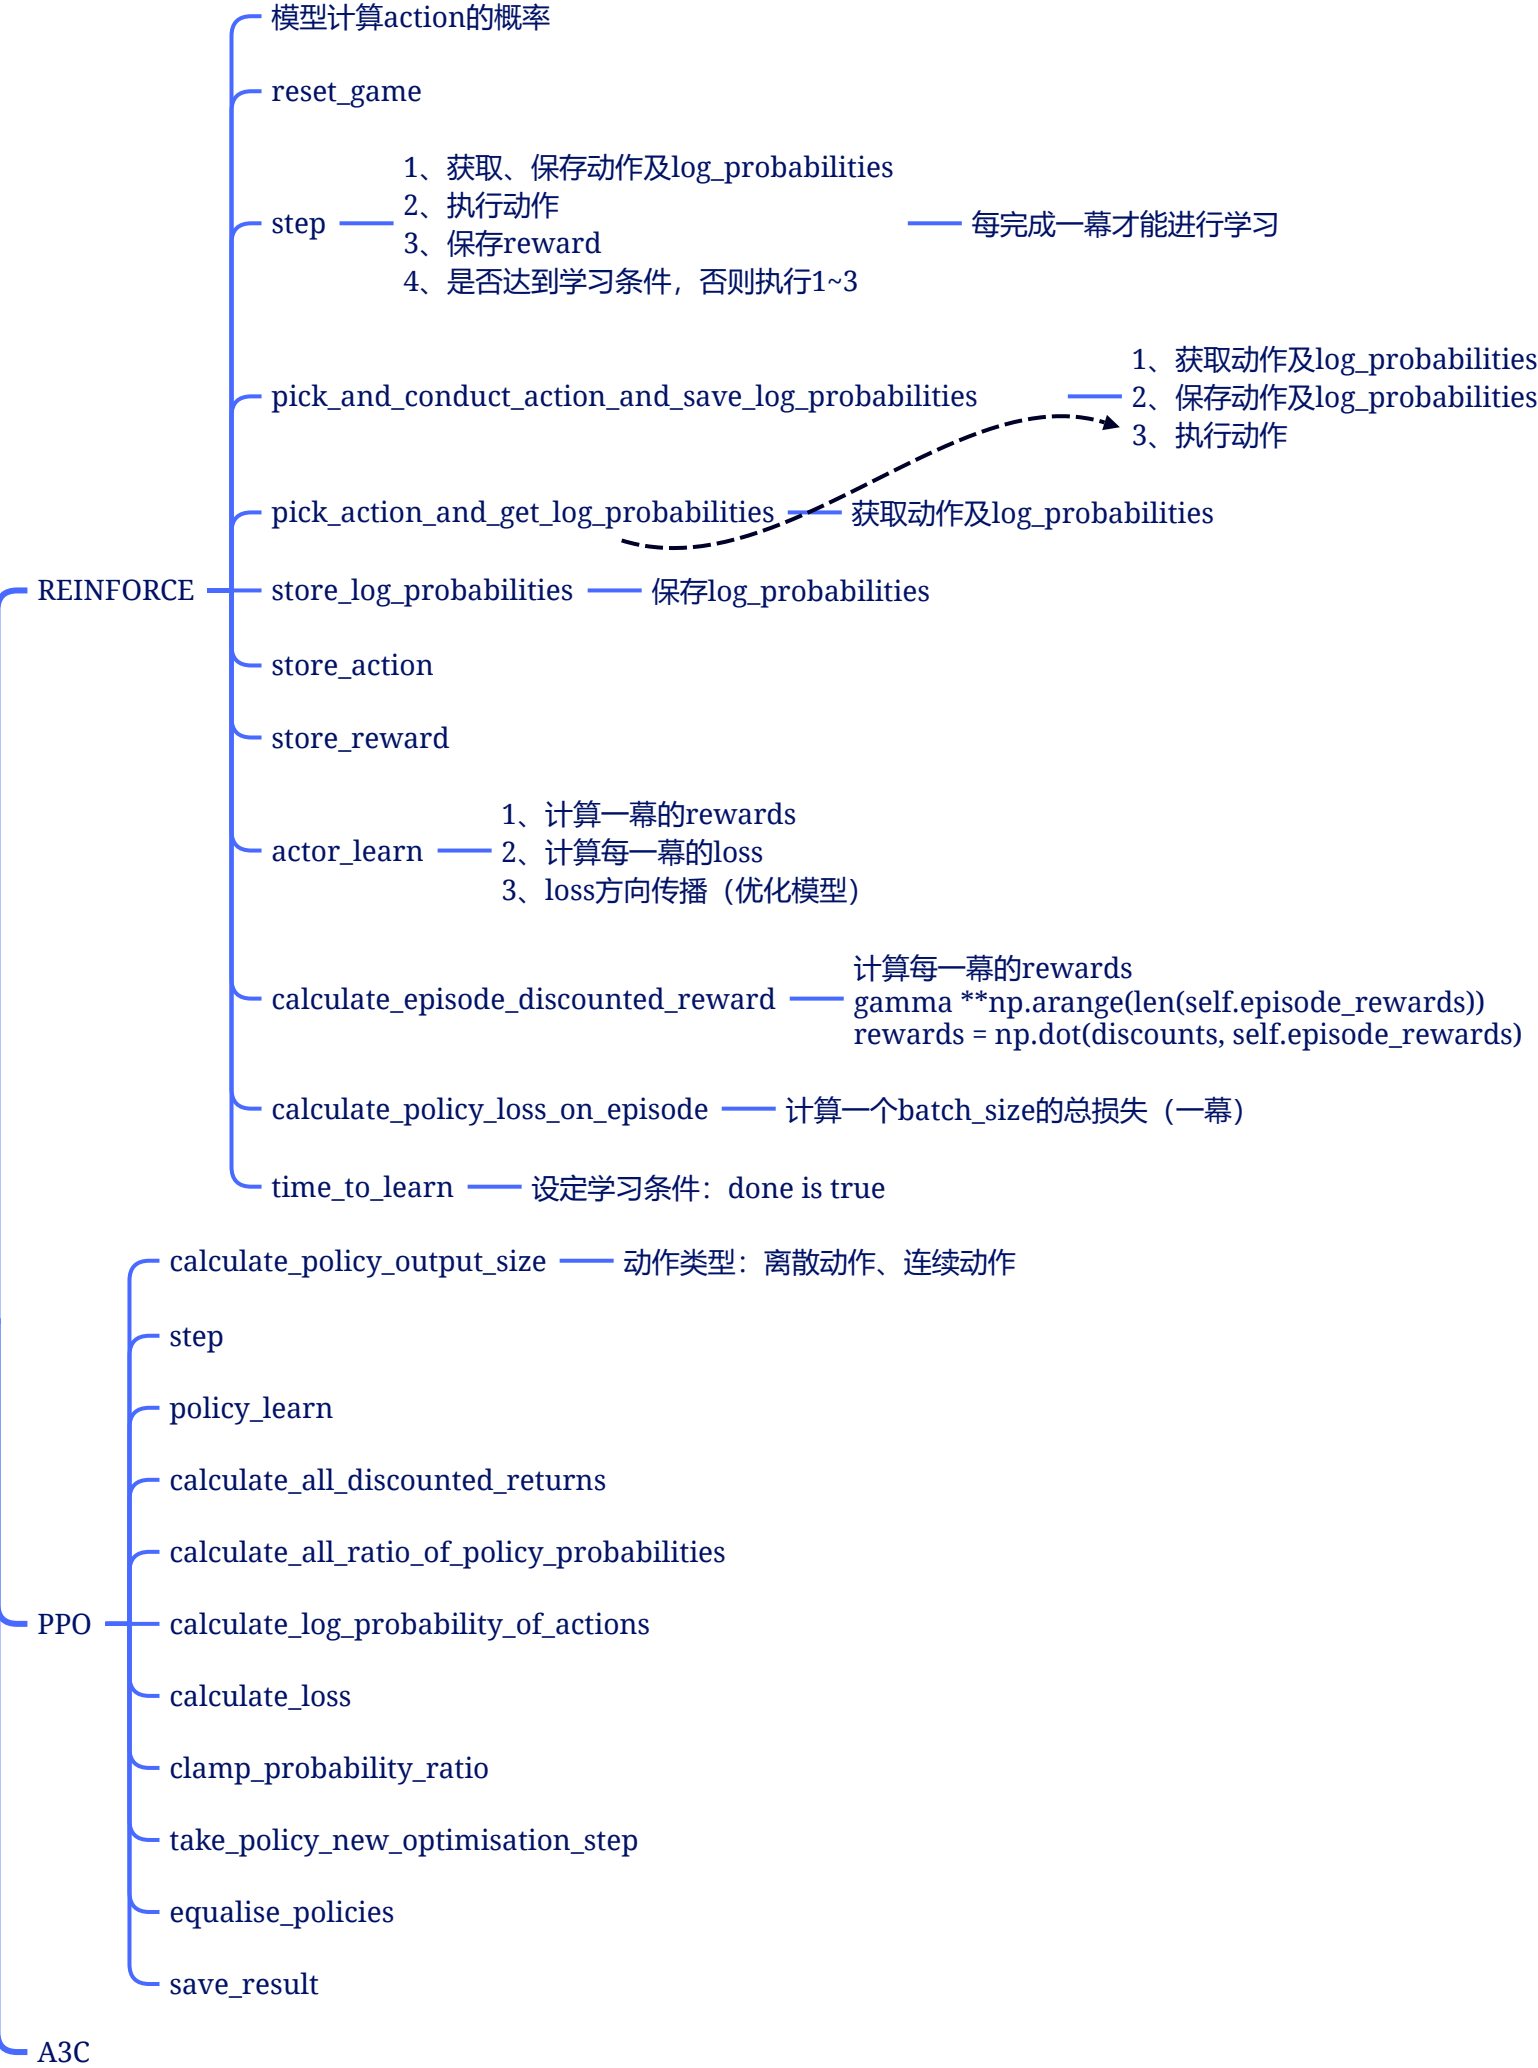 模型计算action的概率
reset_game
step
1、获取、保存动作及log_probabilities
2、执行动作
3、保存reward
4、是否达到学习条件，否则执行1~3
每完成一幕才能进行学习
pick_and_conduct_action_and_save_log_probabilities
1、获取动作及log_probabilities
2、保存动作及log_probabilities
3、执行动作
pick_action_and_get_log_probabilities
获取动作及log_probabilities
REINFORCE
store_log_probabilities
保存log_probabilities
store_action
store_reward
actor_learn
1、计算一幕的rewards
2、计算每一幕的loss
3、loss方向传播（优化模型）
calculate_episode_discounted_reward
计算每一幕的rewards
gamma **np.arange(len(self.episode_rewards))
rewards = np.dot(discounts, self.episode_rewards)
calculate_policy_loss_on_episode
计算一个batch_size的总损失（一幕）
time_to_learn
设定学习条件：done is true
calculate_policy_output_size
动作类型：离散动作、连续动作
step
policy_learn
calculate_all_discounted_returns
calculate_all_ratio_of_policy_probabilities
PPO
calculate_log_probability_of_actions
calculate_loss
clamp_probability_ratio
take_policy_new_optimisation_step
equalise_policies
save_result
A3C